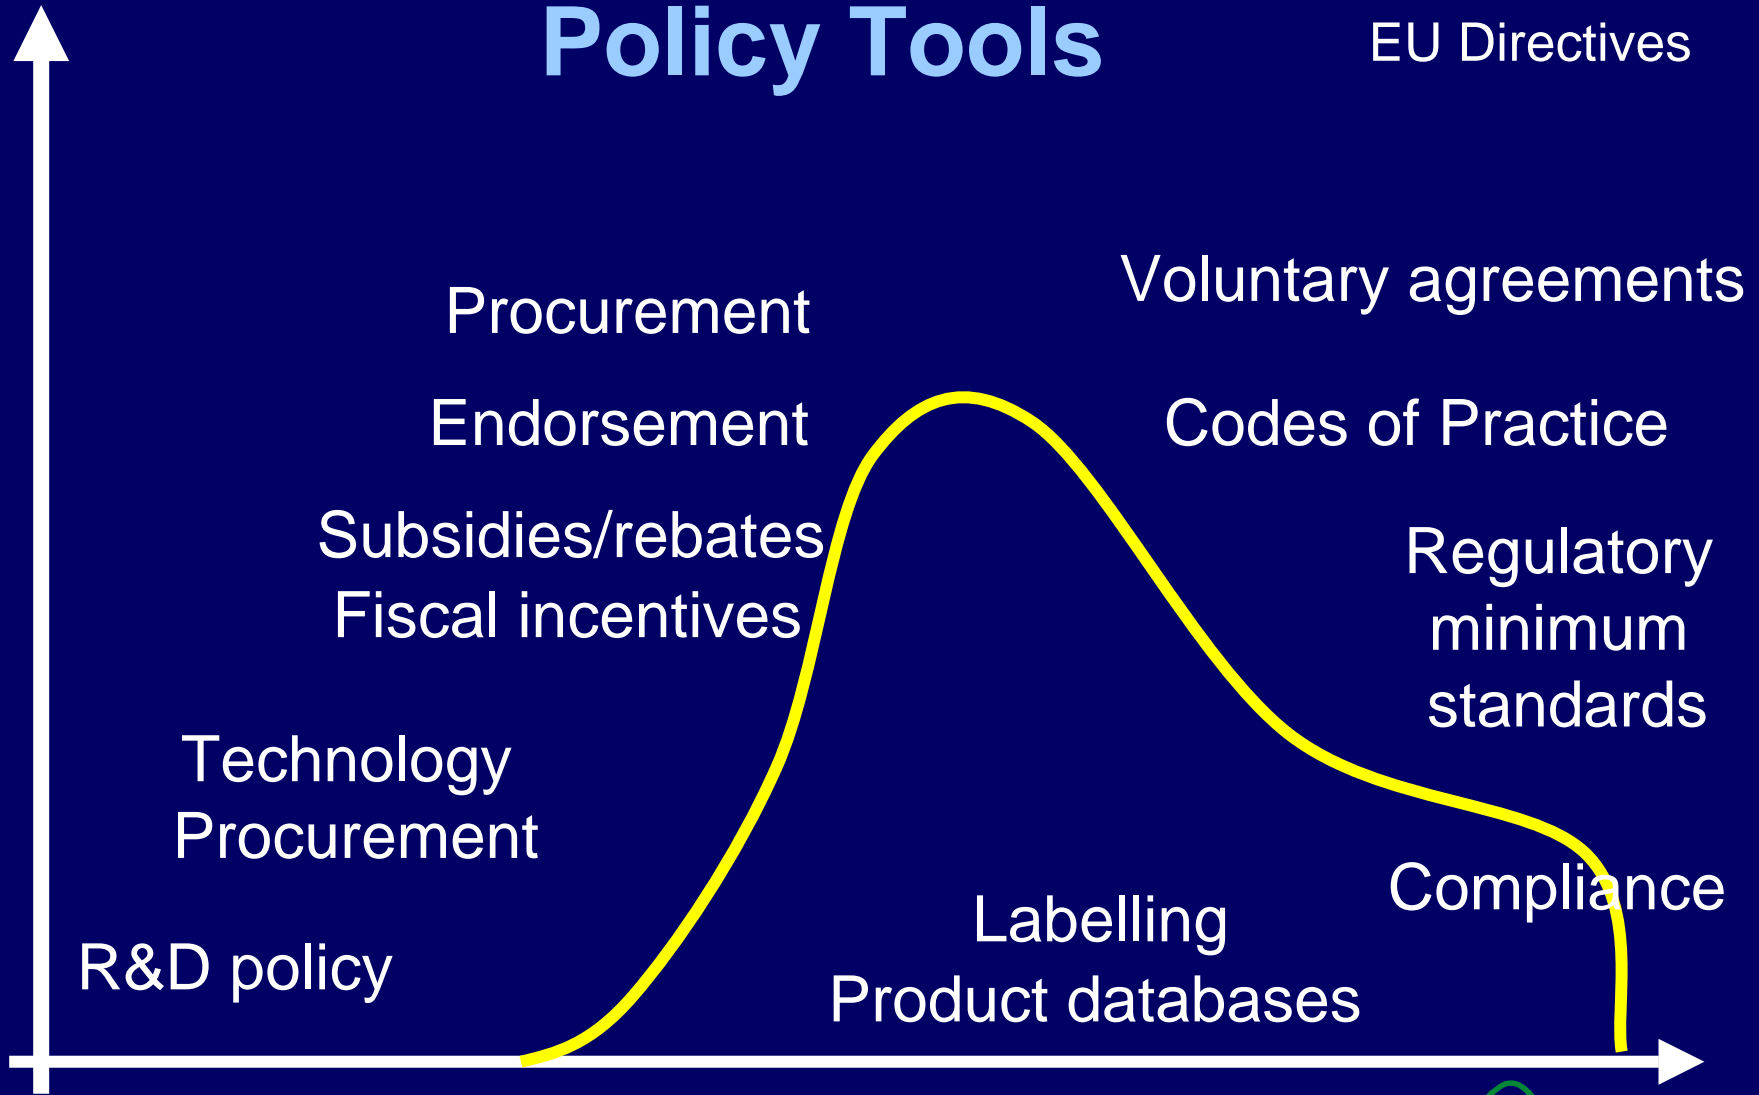 Policy Tools
EU Directives
Procurement
Endorsement
Subsidies/rebates
Fiscal incentives
Technology
Procurement
R&D policy
Voluntary agreements
Codes of Practice
Regulatory
minimum
standards
Compliance
Labelling
Product databases